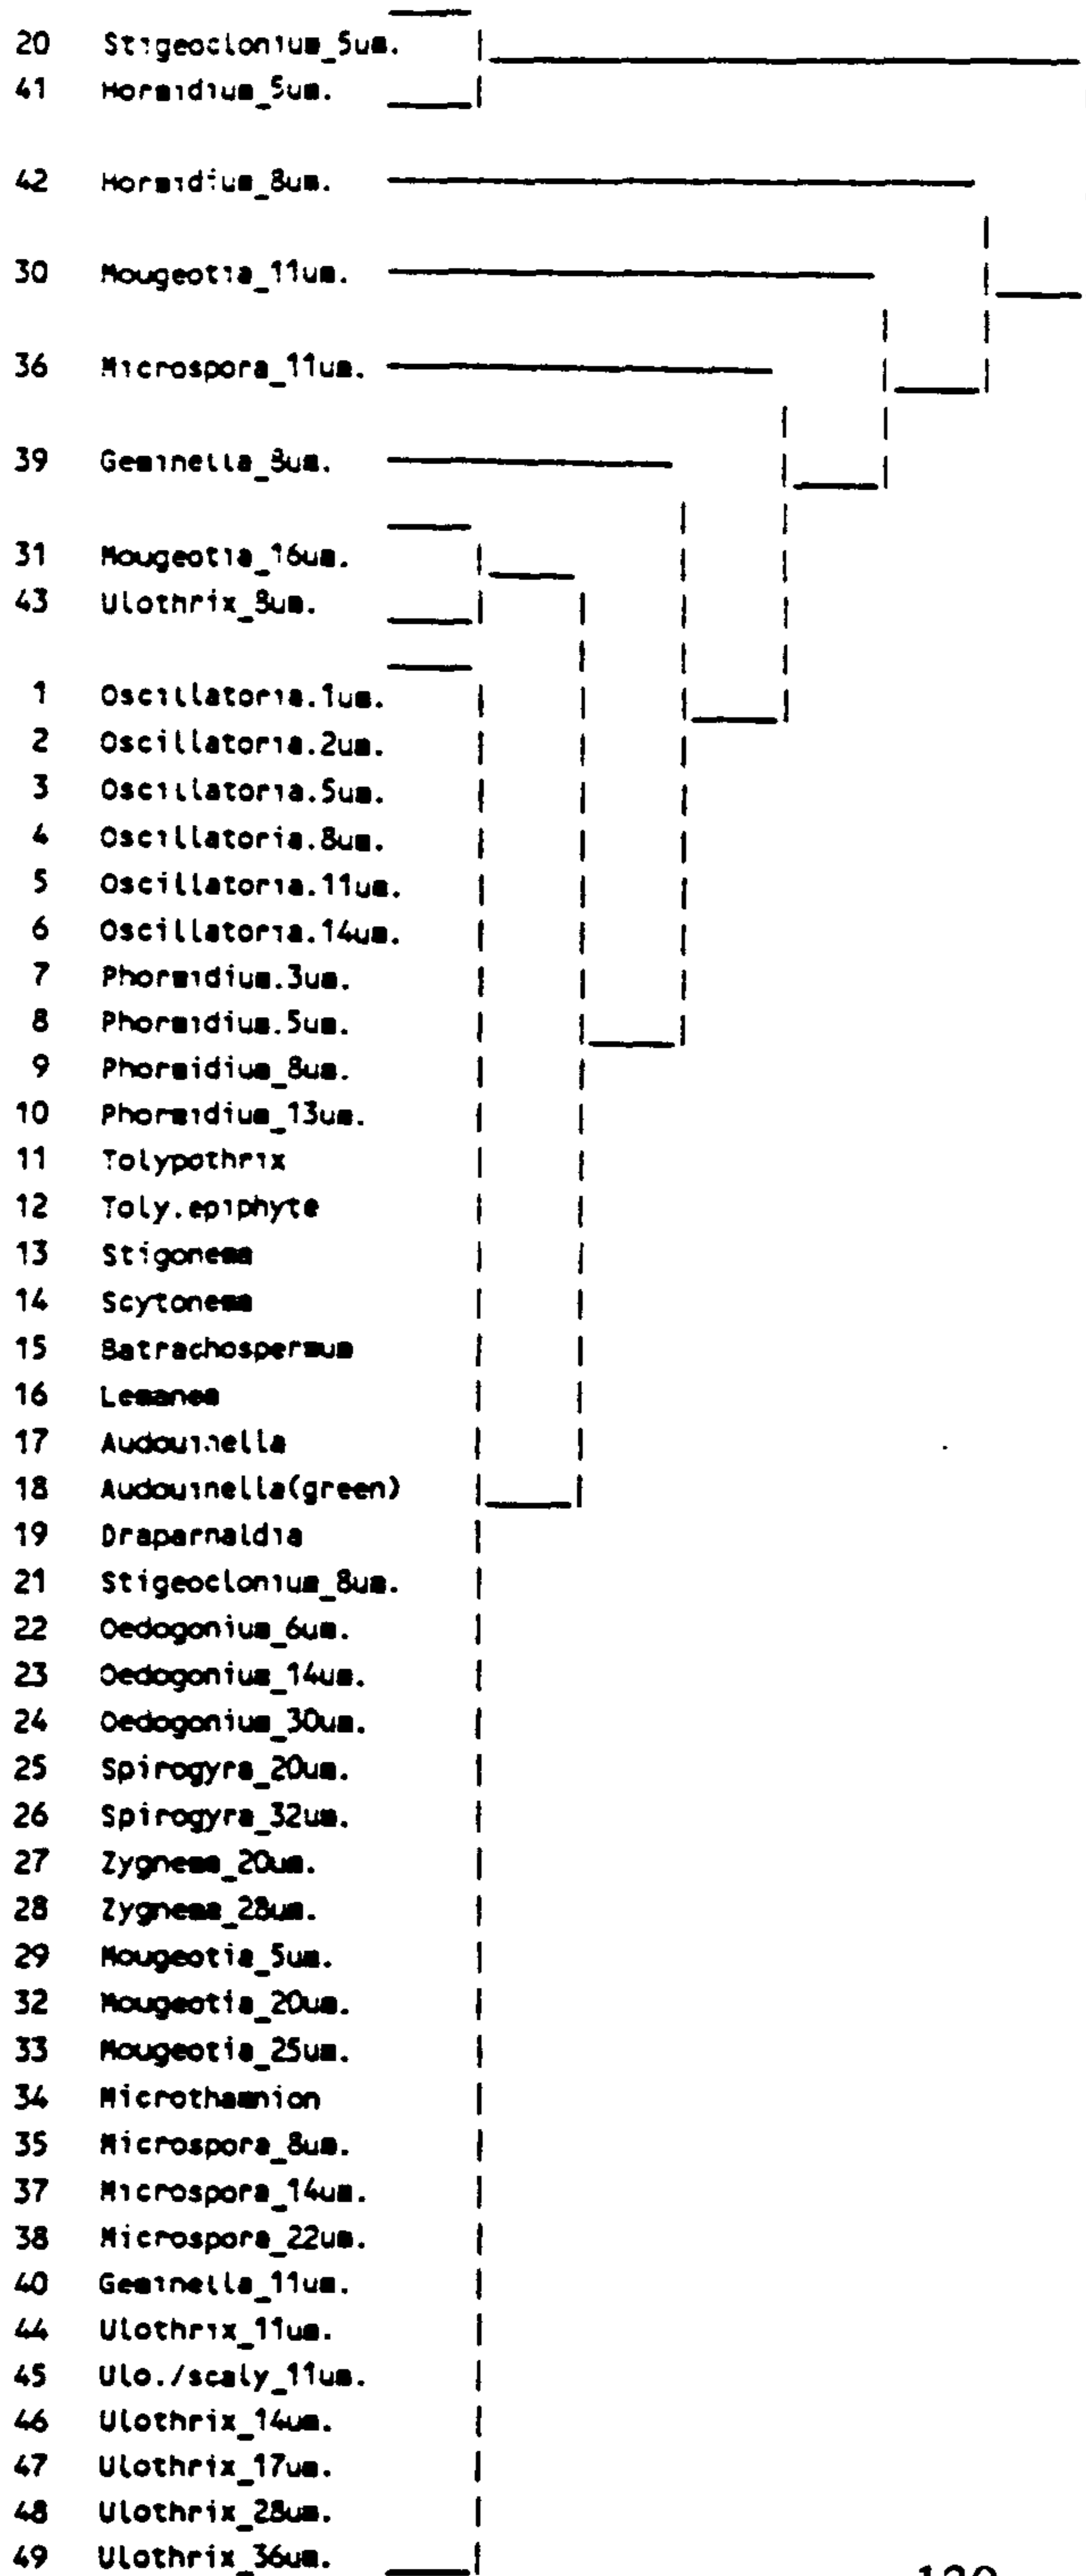 20 Stigeoclonium_5um.
41 Hormidium_5um.
42 Hormidium_8um.
30 Mougeotia_11um.
36 Microspora_11um.
39 Geminella_8um.
31 Mougeotia_16um.
43 Ulothrix_8um.
1 Oscillatoria.1um.
2 Oscillatoria.2um.
3 Oscillatoria.5um.
4 Oscillatoria.8um.
5 Oscillatoria.11um.
6 Oscillatoria.14um.
7 Phormidium.3um.
8 Phormidium.5um.
9 Phormidium_8um.
10 Phormidium_13um.
11 Tolypothrix
12 Toly.epiphyte
13 Stigonema
14 Scytonema
15 Batrachospermum
16 Lemanea
17 Audouinella
18 Audouinella(green)
19 Draparnaldia
21 Stigeoclonium_8um.
22 Oedogonium_6um.
23 Oedogonium_14um.
24 Oedogonium_30um.
25 Spirogyra_20um.
26 Spirogyra_32um.
27 Zygnema_20um.
28 Zygnema_28um.
29 Mougeotia_5um.
32 Mougeotia_20um.
33 Mougeotia_25um.
34 Microthamnion
35 Microspora_8um.
37 Microspora_14um.
38 Microspora_22um.
40 Geminella_11um.
44 Ulothrix_11um.
45 Ulo./scaly_11um.
46 Ulothrix_14um.
47 Ulothrix_17um.
48 Ulothrix_28um.
49 Ulothrix_36um.